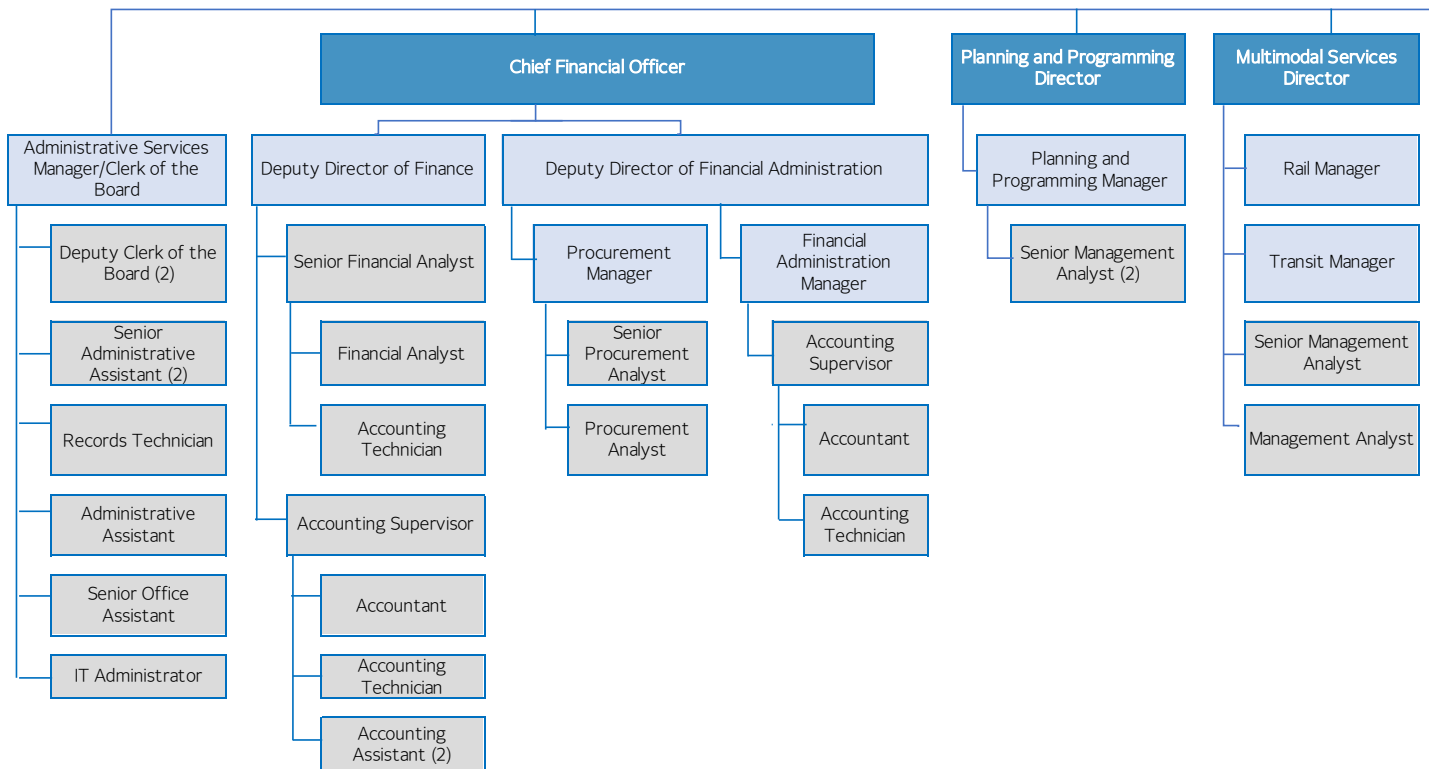 Chief Financial Officer
Planning and Programming
Director
Multimodal Services
Director
Administrative Services
Manager/Clerk of the
Board
Deputy Clerk of the
Board (2)
Senior
Administrative
Assistant (2)
Records Technician
Administrative
Assistant
Senior Office
Assistant
IT Administrator
Deputy Director of Finance
Senior Financial Analyst
Financial Analyst
Accounting
Technician
Accounting Supervisor
Accountant
Accounting
Technician
Accounting
Assistant (2)
Deputy Director of Financial Administration
Procurement
Manager
Senior
Procurement
Analyst
Procurement
Analyst
Financial
Administration
Manager
Accounting
Supervisor
Accountant
Accounting
Technician
Planning and
Programming Manager
Senior Management
Analyst (2)
Rail Manager
Transit Manager
Senior Management
Analyst
Management Analyst